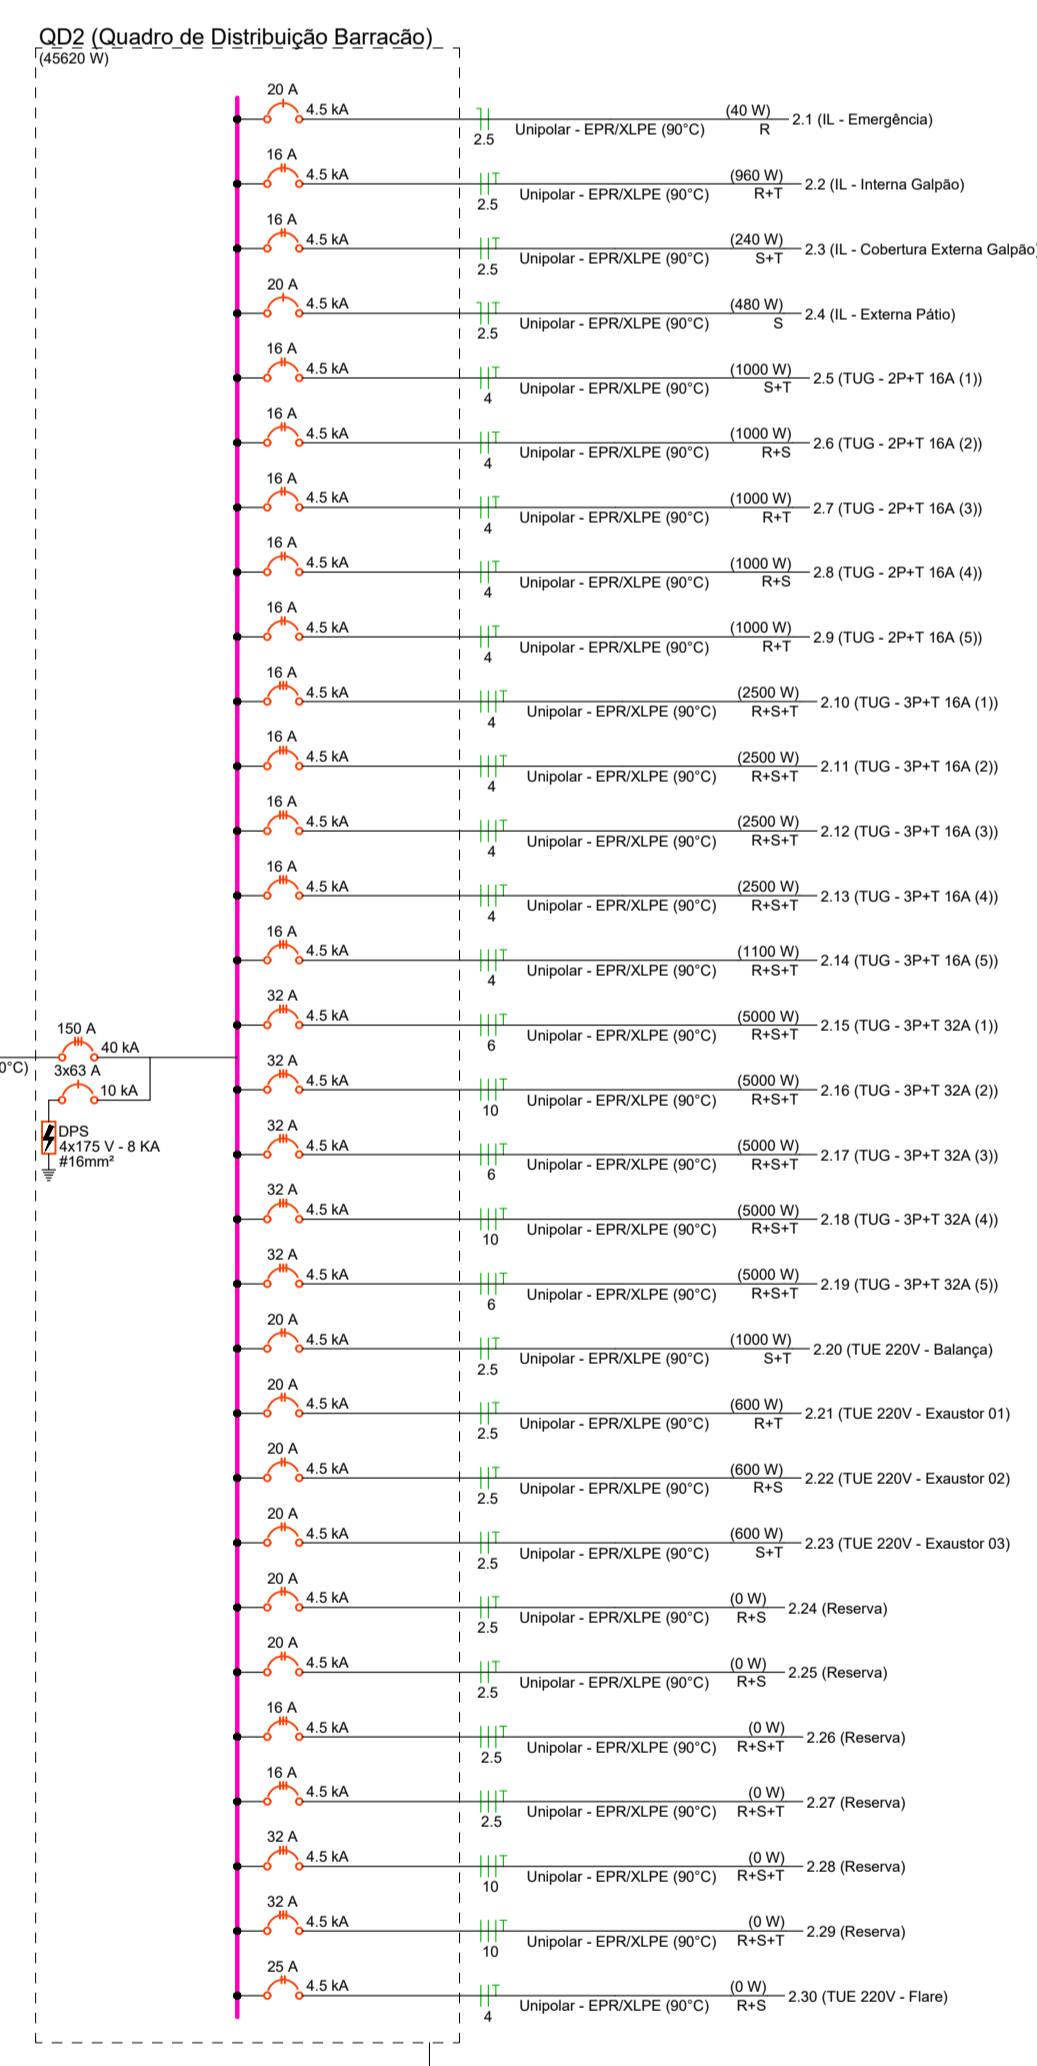 QD2 (Quadro de Distribuição Barracão)
(45620 W)
20 A
4.5 kA
2.5
Unipolar - EPR/XLPE (90°C)
(40 W)
R
2.1 (IL - Emergência)
16 A
4.5 kA
T
2.5
Unipolar - EPR/XLPE (90°C)
(960 W)
R+T
2.2 (IL - Interna Galpão)
16 A
4.5 kA
T
2.5
Unipolar - EPR/XLPE (90°C)
(240 W)
S+T
2.3 (IL - Cobertura Externa Galpão)
20 A
4.5 kA
T
2.5
Unipolar - EPR/XLPE (90°C)
(480 W)
S
2.4 (IL - Externa Pátio)
16 A
4.5 kA
T
4
Unipolar - EPR/XLPE (90°C)
(1000 W)
S+T
2.5 (TUG - 2P+T 16A (1))
16 A
4.5 kA
T
4
Unipolar - EPR/XLPE (90°C)
(1000 W)
R+S
2.6 (TUG - 2P+T 16A (2))
16 A
4.5 kA
T
4
Unipolar - EPR/XLPE (90°C)
(1000 W)
R+T
2.7 (TUG - 2P+T 16A (3))
16 A
4.5 kA
T
4
Unipolar - EPR/XLPE (90°C)
(1000 W)
R+S
2.8 (TUG - 2P+T 16A (4))
16 A
4.5 kA
T
4
Unipolar - EPR/XLPE (90°C)
(1000 W)
R+T
2.9 (TUG - 2P+T 16A (5))
16 A
4.5 kA
T
4
Unipolar - EPR/XLPE (90°C)
(2500 W)
R+S+T
2.10 (TUG - 3P+T 16A (1))
16 A
4.5 kA
T
4
Unipolar - EPR/XLPE (90°C)
(2500 W)
R+S+T
2.11 (TUG - 3P+T 16A (2))
16 A
4.5 kA
T
4
Unipolar - EPR/XLPE (90°C)
(2500 W)
R+S+T
2.12 (TUG - 3P+T 16A (3))
16 A
4.5 kA
T
4
Unipolar - EPR/XLPE (90°C)
(2500 W)
R+S+T
2.13 (TUG - 3P+T 16A (4))
16 A
4.5 kA
T
4
Unipolar - EPR/XLPE (90°C)
(1100 W)
R+S+T
2.14 (TUG - 3P+T 16A (5))
32 A
4.5 kA
T
6
Unipolar - EPR/XLPE (90°C)
(5000 W)
R+S+T
2.15 (TUG - 3P+T 32A (1))
150 A
40 kA
0°C)
3x63 A
10 kA
DPS
4x175 V - 8 KA
#16mm²
32 A
4.5 kA
T
10
Unipolar - EPR/XLPE (90°C)
(5000 W)
R+S+T
2.16 (TUG - 3P+T 32A (2))
32 A
4.5 kA
T
6
Unipolar - EPR/XLPE (90°C)
(5000 W)
R+S+T
2.17 (TUG - 3P+T 32A (3))
32 A
4.5 kA
T
10
Unipolar - EPR/XLPE (90°C)
(5000 W)
R+S+T
2.18 (TUG - 3P+T 32A (4))
32 A
4.5 kA
T
6
Unipolar - EPR/XLPE (90°C)
(5000 W)
R+S+T
2.19 (TUG - 3P+T 32A (5))
20 A
4.5 kA
T
2.5
Unipolar - EPR/XLPE (90°C)
(1000 W)
S+T
2.20 (TUE 220V - Balança)
20 A
4.5 kA
T
2.5
Unipolar - EPR/XLPE (90°C)
(600 W)
R+T
2.21 (TUE 220V - Exaustor 01)
20 A
4.5 kA
T
2.5
Unipolar - EPR/XLPE (90°C)
(600 W)
R+S
2.22 (TUE 220V - Exaustor 02)
20 A
4.5 kA
T
2.5
Unipolar - EPR/XLPE (90°C)
(600 W)
S+T
2.23 (TUE 220V - Exaustor 03)
20 A
4.5 kA
T
2.5
Unipolar - EPR/XLPE (90°C)
(0 W)
R+S
2.24 (Reserva)
20 A
4.5 kA
T
2.5
Unipolar - EPR/XLPE (90°C)
(0 W)
R+S
2.25 (Reserva)
16 A
4.5 kA
T
2.5
Unipolar - EPR/XLPE (90°C)
(0 W)
R+S+T
2.26 (Reserva)
16 A
4.5 kA
T
2.5
Unipolar - EPR/XLPE (90°C)
(0 W)
R+S+T
2.27 (Reserva)
32 A
4.5 kA
T
10
Unipolar - EPR/XLPE (90°C)
(0 W)
R+S+T
2.28 (Reserva)
32 A
4.5 kA
T
10
Unipolar - EPR/XLPE (90°C)
(0 W)
R+S+T
2.29 (Reserva)
25 A
4.5 kA
T
4
Unipolar - EPR/XLPE (90°C)
(0 W)
R+S
2.30 (TUE 220V - Flare)